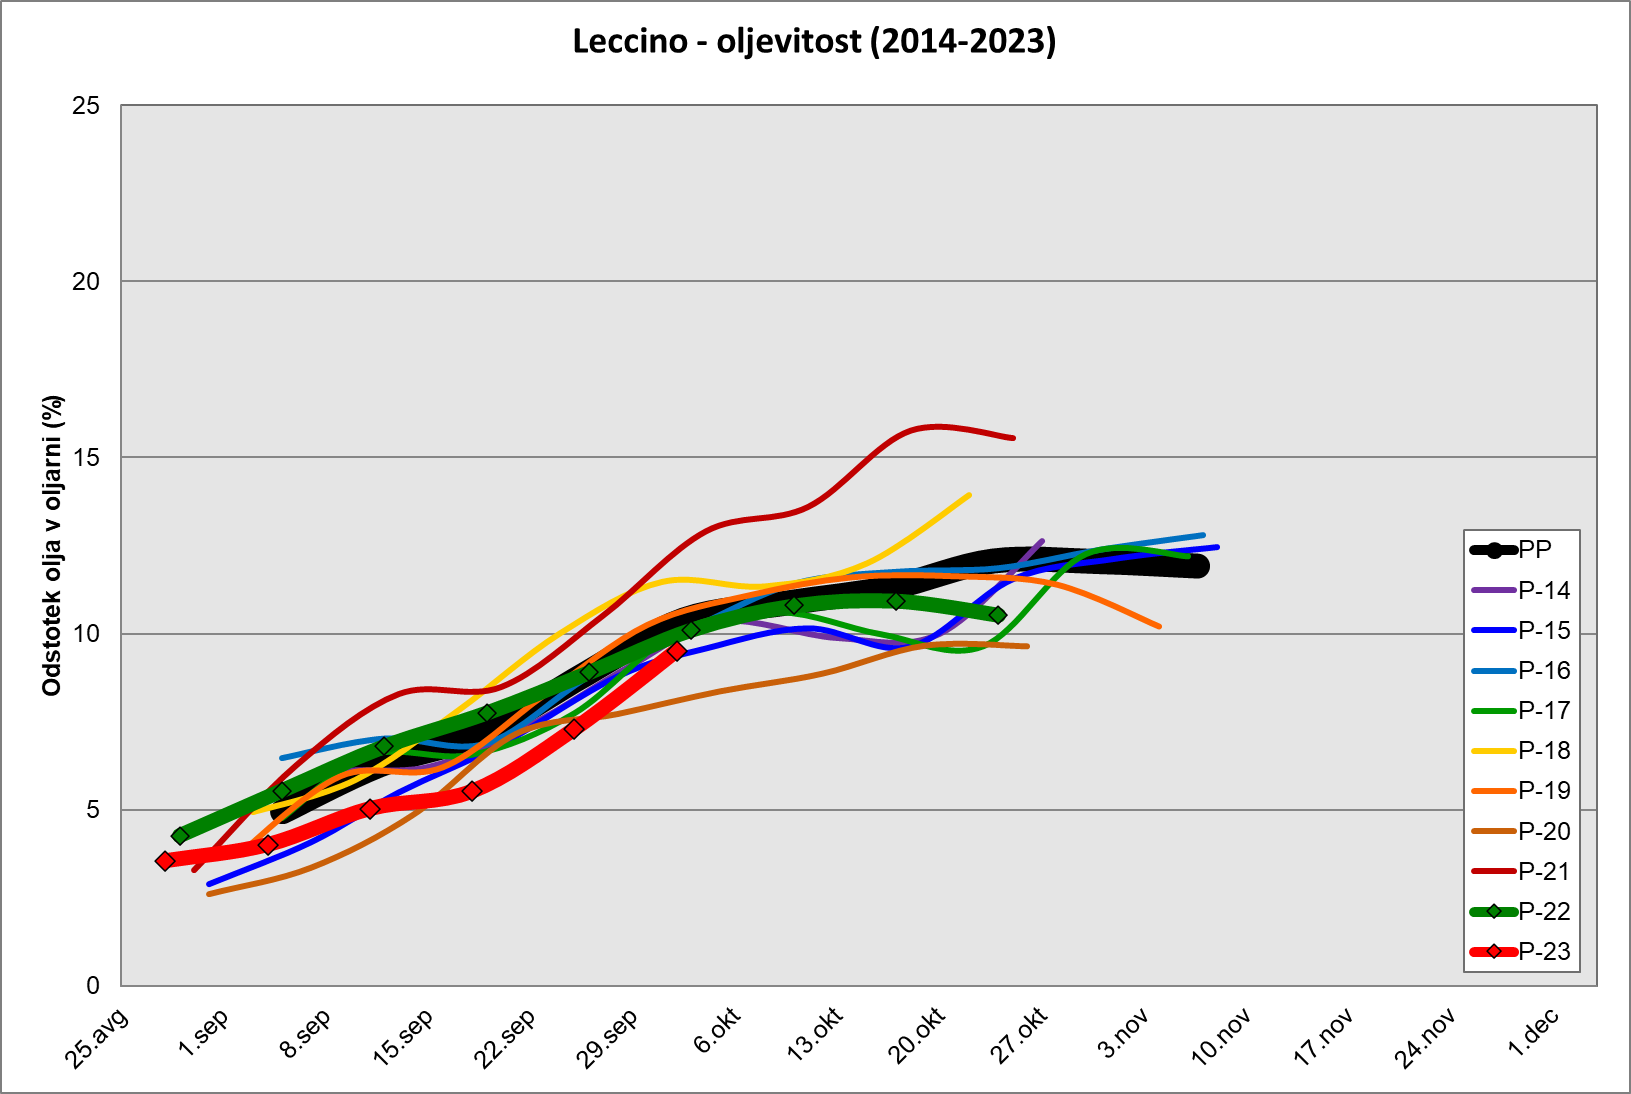 Leccino - oljevitost (2014-2023)
Odstotek olja v oljarni (%)
25
20
15
10
5
0
25.avg
1.sep
8.sep
15.sep
22.sep
29.sep
6.okt
13.okt
20.okt
27.okt
3.nov
10.nov
17.nov
24.nov
1.dec
PP
P-14
P-15
P-16
P-17
P-18
P-19
P-20
P-21
P-22
P-23